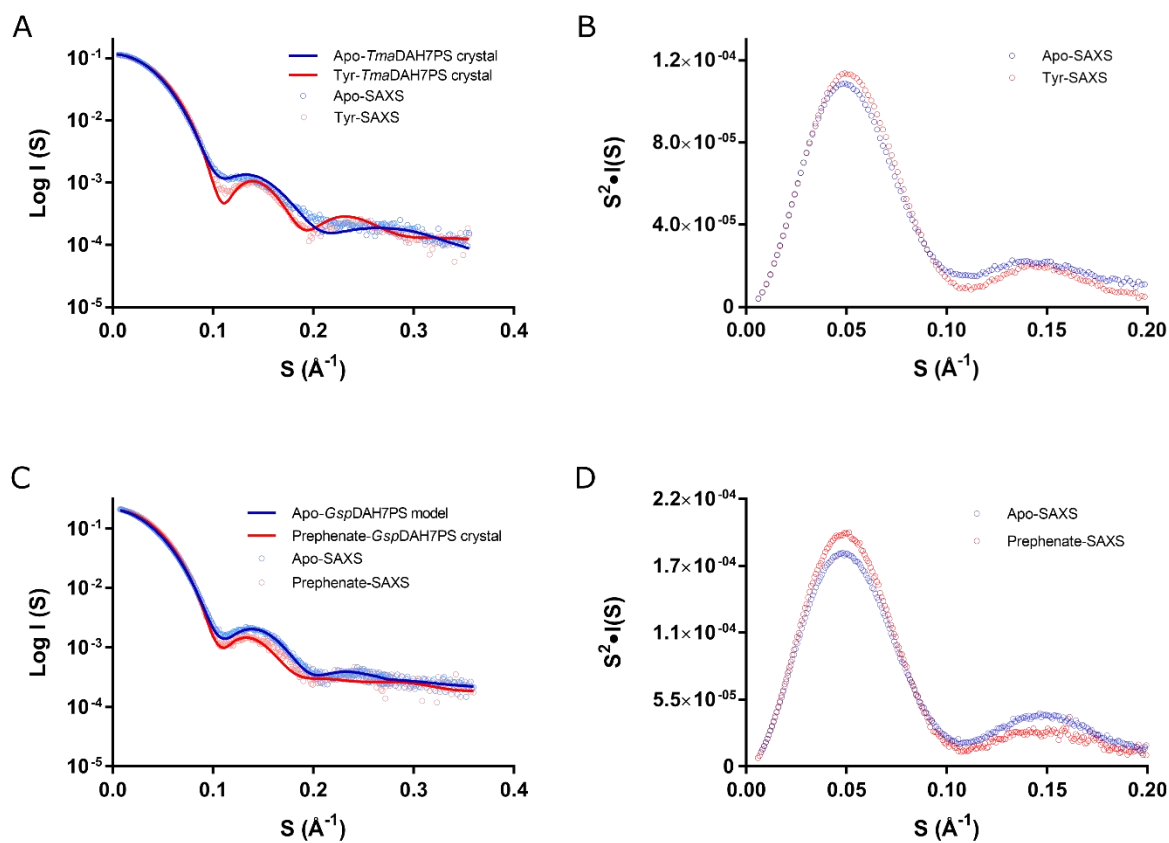 A
Log I (S)
10⁻¹
10⁻²
10⁻³
10⁻⁴
10⁻⁵
Apo-TmaDAH7PS crystal
Tyr-TmaDAH7PS crystal
Apo-SAXS
Tyr-SAXS
0.0 0.1 0.2 0.3 0.4
S (Å⁻¹)
B
S²•I(S)
1.2×10⁻⁰⁴
8.0×10⁻⁰⁵
4.0×10⁻⁰⁵
0
Apo-SAXS
Tyr-SAXS
0.00 0.05 0.10 0.15 0.20
S (Å⁻¹)
C
Log I (S)
10⁻¹
10⁻²
10⁻³
10⁻⁴
10⁻⁵
Apo-GspDAH7PS model
Prephenate-GspDAH7PS crystal
Apo-SAXS
Prephenate-SAXS
0.0 0.1 0.2 0.3 0.4
S (Å⁻¹)
D
S²•I(S)
2.2×10⁻⁰⁴
1.7×10⁻⁰⁴
1.1×10⁻⁰⁴
5.5×10⁻⁰⁵
0
Apo-SAXS
Prephenate-SAXS
0.00 0.05 0.10 0.15 0.20
S (Å⁻¹)